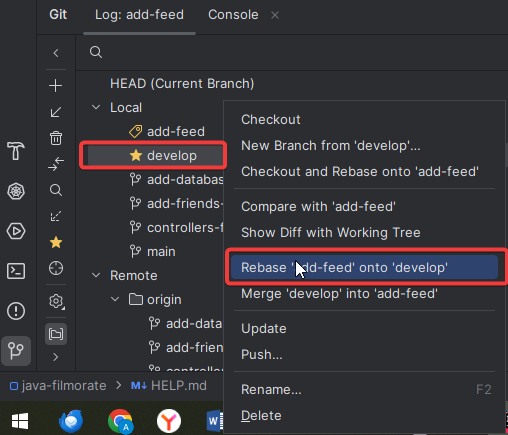 Git
Log: add-feed
Console
HEAD (Current Branch)
Local
add-feed
develop
add-databas
add-friends-
controllers-f
main
Remote
origin
add-data
add-frien
Checkout
New Branch from 'develop'...
Checkout and Rebase onto 'add-feed'
Compare with 'add-feed'
Show Diff with Working Tree
Rebase 'add-feed' onto 'develop'
Merge 'develop' into 'add-feed'
Update
Push...
Rename... F2
Delete
java-filmorate > M↓ HELP.md